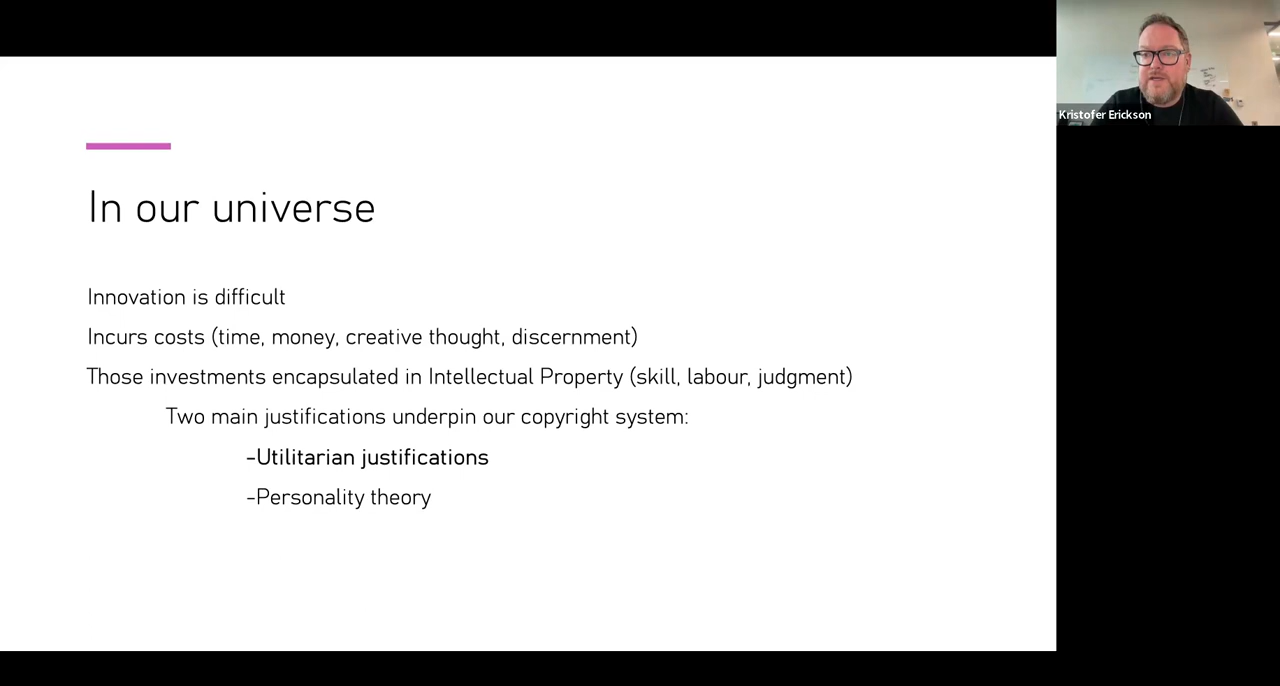 In our universe
Innovation is difficult
Incurs costs (time, money, creative thought, discernment)
Those investments encapsulated in Intellectual Property (skill, labour, judgment)
Two main justifications underpin our copyright system:
-Utilitarian justifications
-Personality theory
Kristofer Erickson